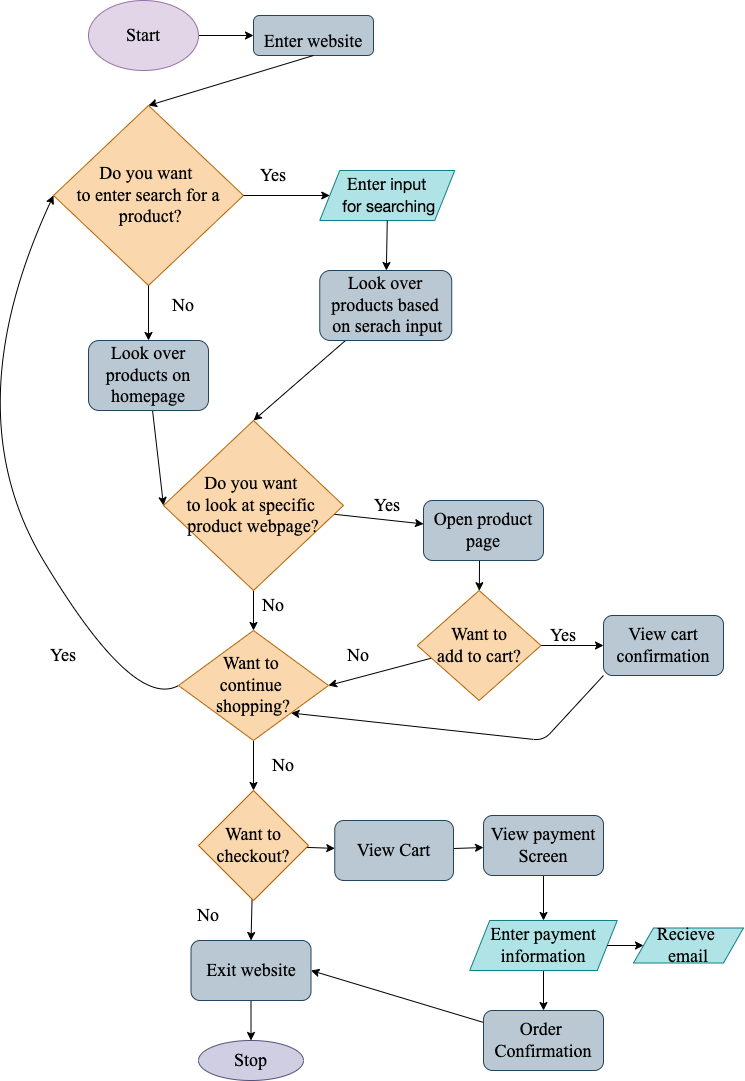 Start
Enter website
Do you want
to enter search for a
product?
Yes
Enter input
for searching
No
Look over
products based
on serach input
Look over
products on
homepage
Do you want
to look at specific
product webpage?
Yes
Open product
page
No
Want to
add to cart?
Yes
View cart
confirmation
No
Yes
Want to
continue
shopping?
No
Want to
checkout?
View Cart
View payment
Screen
No
Enter payment
information
Recieve
email
Exit website
Order
Confirmation
Stop